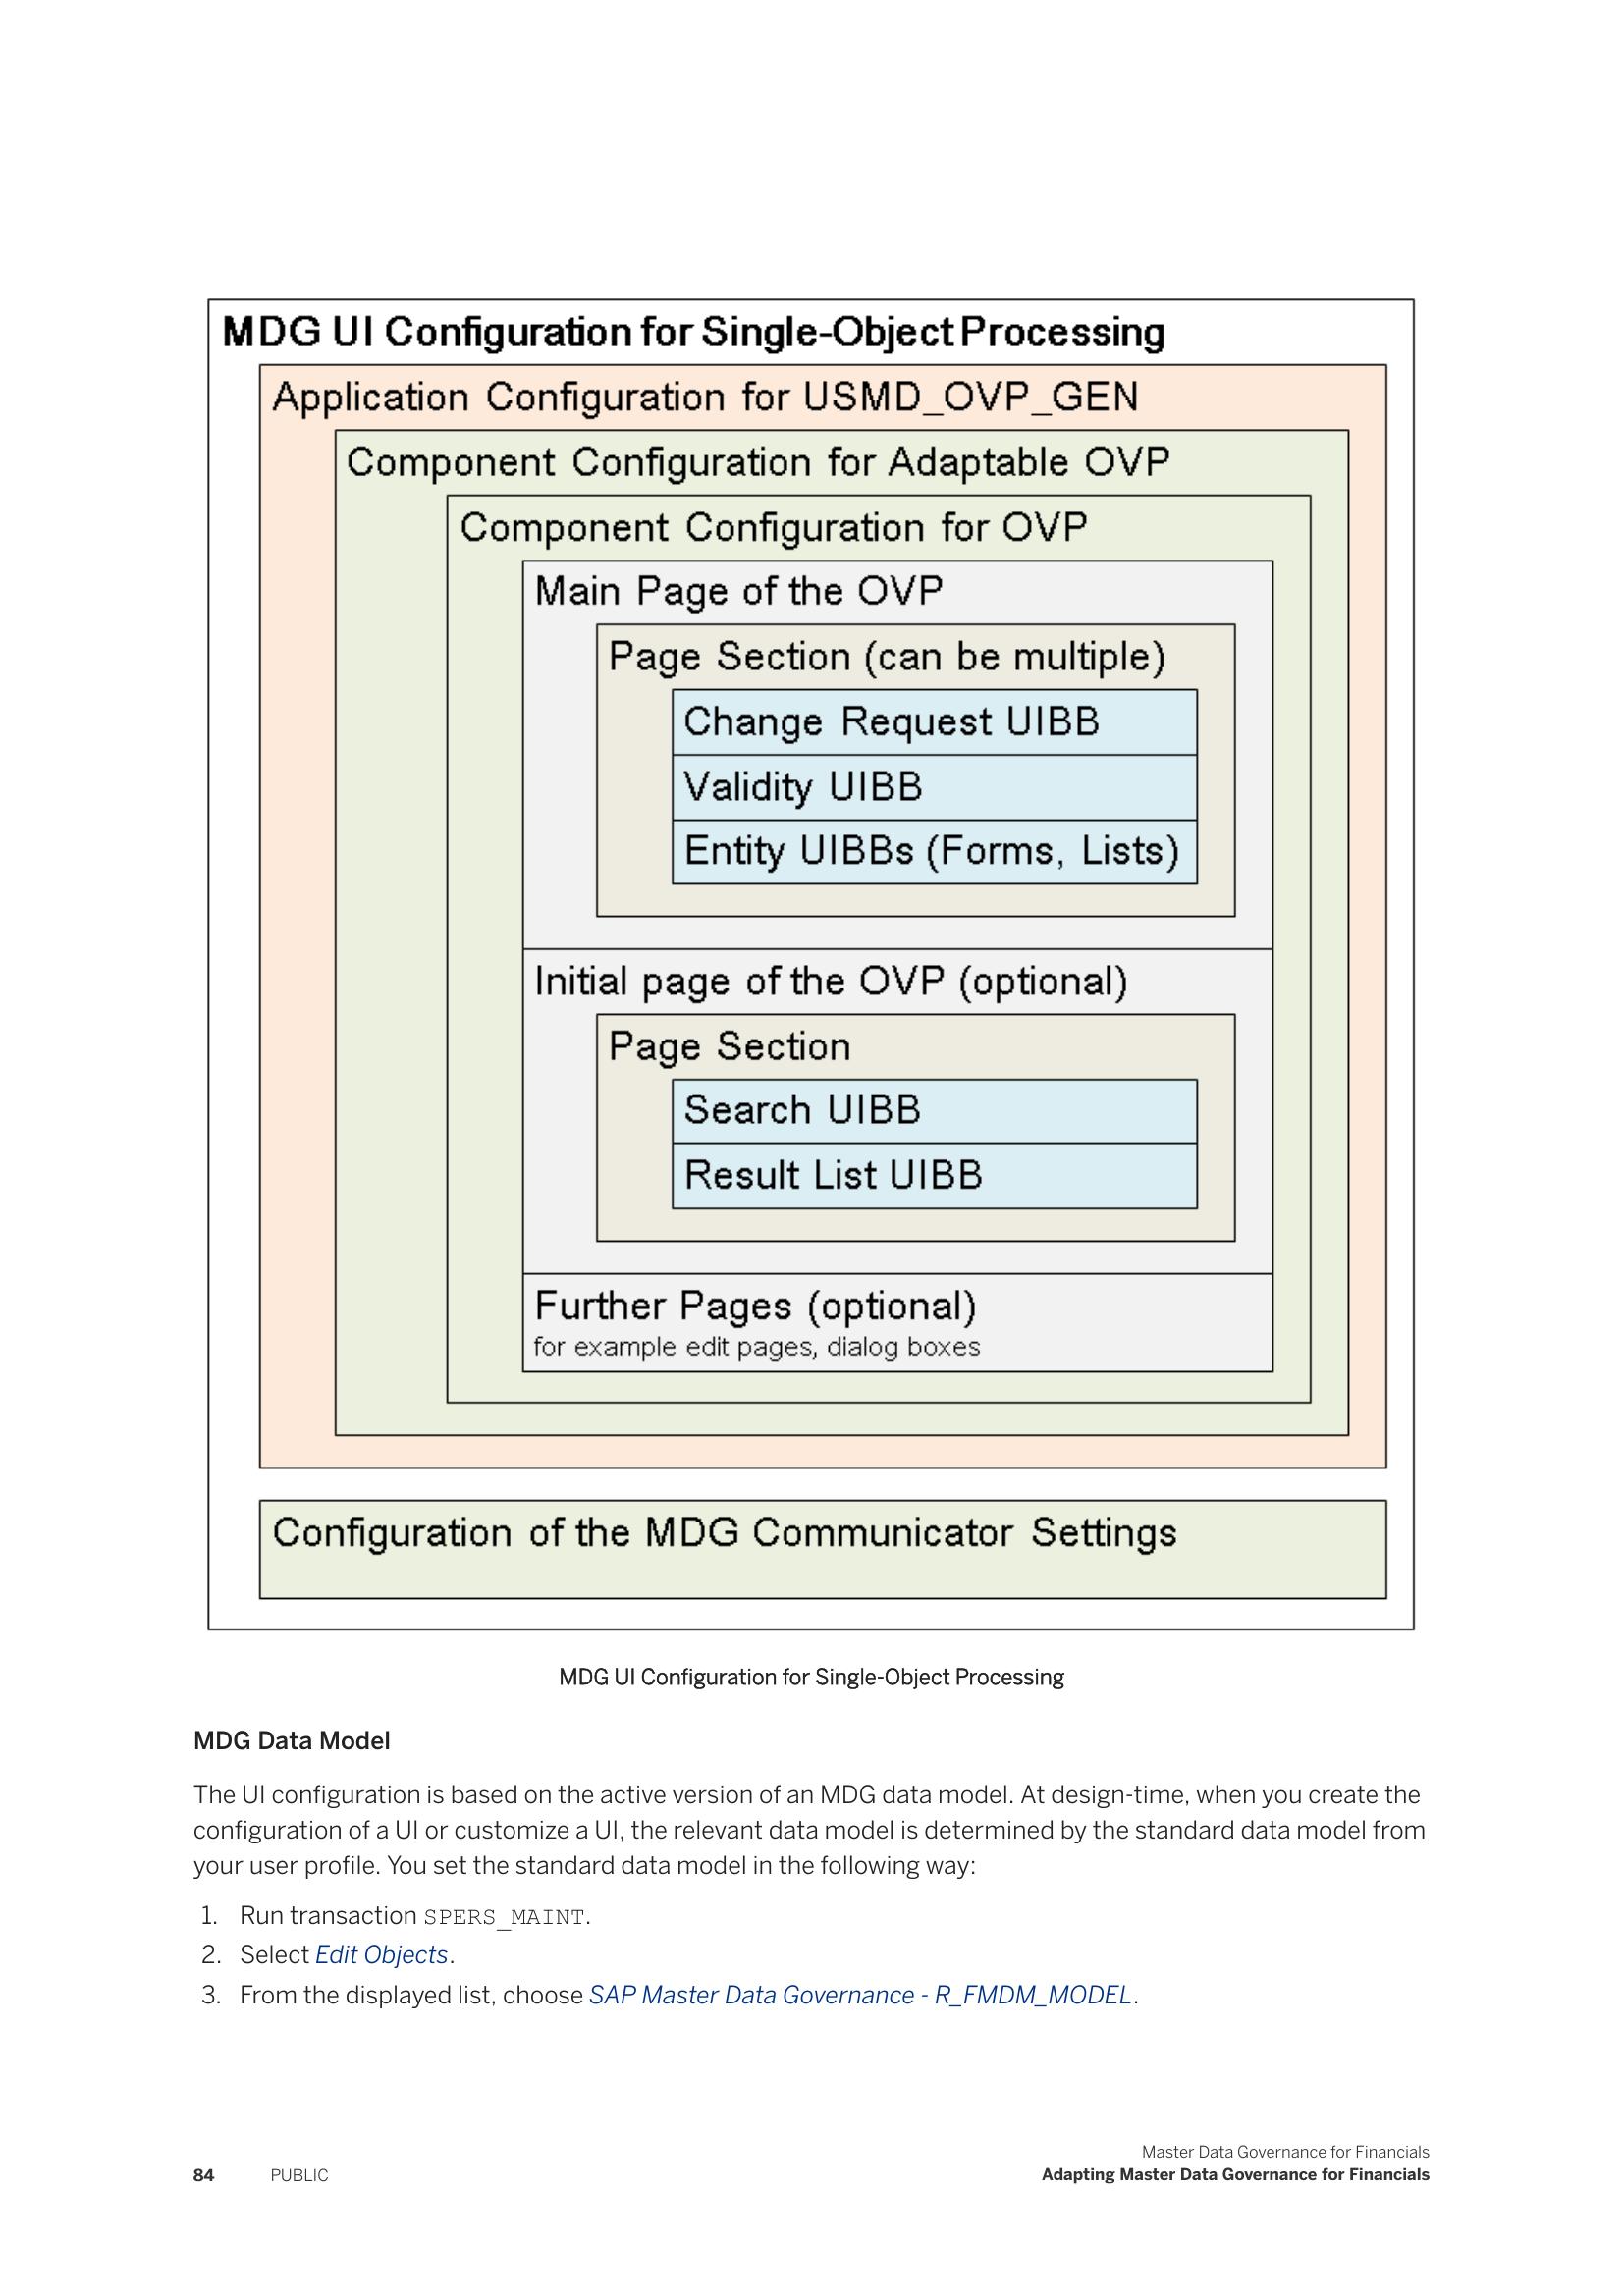 MDG UI Configuration for Single-Object Processing
Application Configuration for USMD_OVP_GEN
Component Configuration for Adaptable OVP
Component Configuration for OVP
Main Page of the OVP
Page Section (can be multiple)
Change Request UIBB
Validity UIBB
Entity UIBBs (Forms, Lists)
Initial page of the OVP (optional)
Page Section
Search UIBB
Result List UIBB
Further Pages (optional)
for example edit pages, dialog boxes
Configuration of the MDG Communicator Settings
MDG UI Configuration for Single-Object Processing
MDG Data Model
The UI configuration is based on the active version of an MDG data model. At design-time, when you create the
configuration of a UI or customize a UI, the relevant data model is determined by the standard data model from
your user profile. You set the standard data model in the following way:
1. Run transaction SPERS_MAINT.
2. Select Edit Objects.
3. From the displayed list, choose SAP Master Data Governance - R_FMDM_MODEL.
Master Data Governance for Financials
84 PUBLIC Adapting Master Data Governance for Financials